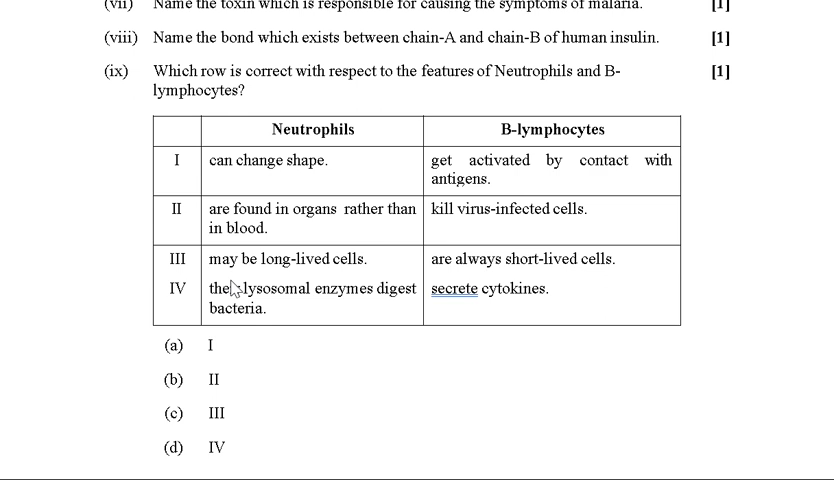 (vii) Name the toxin which is responsible for causing the symptoms of malaria. [1]
(viii) Name the bond which exists between chain-A and chain-B of human insulin. [1]
(ix) Which row is correct with respect to the features of Neutrophils and B- [1]
lymphocytes?
Neutrophils B-lymphocytes
I can change shape. get activated by contact with
antigens.
II are found in organs rather than kill virus-infected cells.
in blood.
III may be long-lived cells. are always short-lived cells.
IV the lysosomal enzymes digest secrete cytokines.
bacteria.
(a) I
(b) II
(c) III
(d) IV